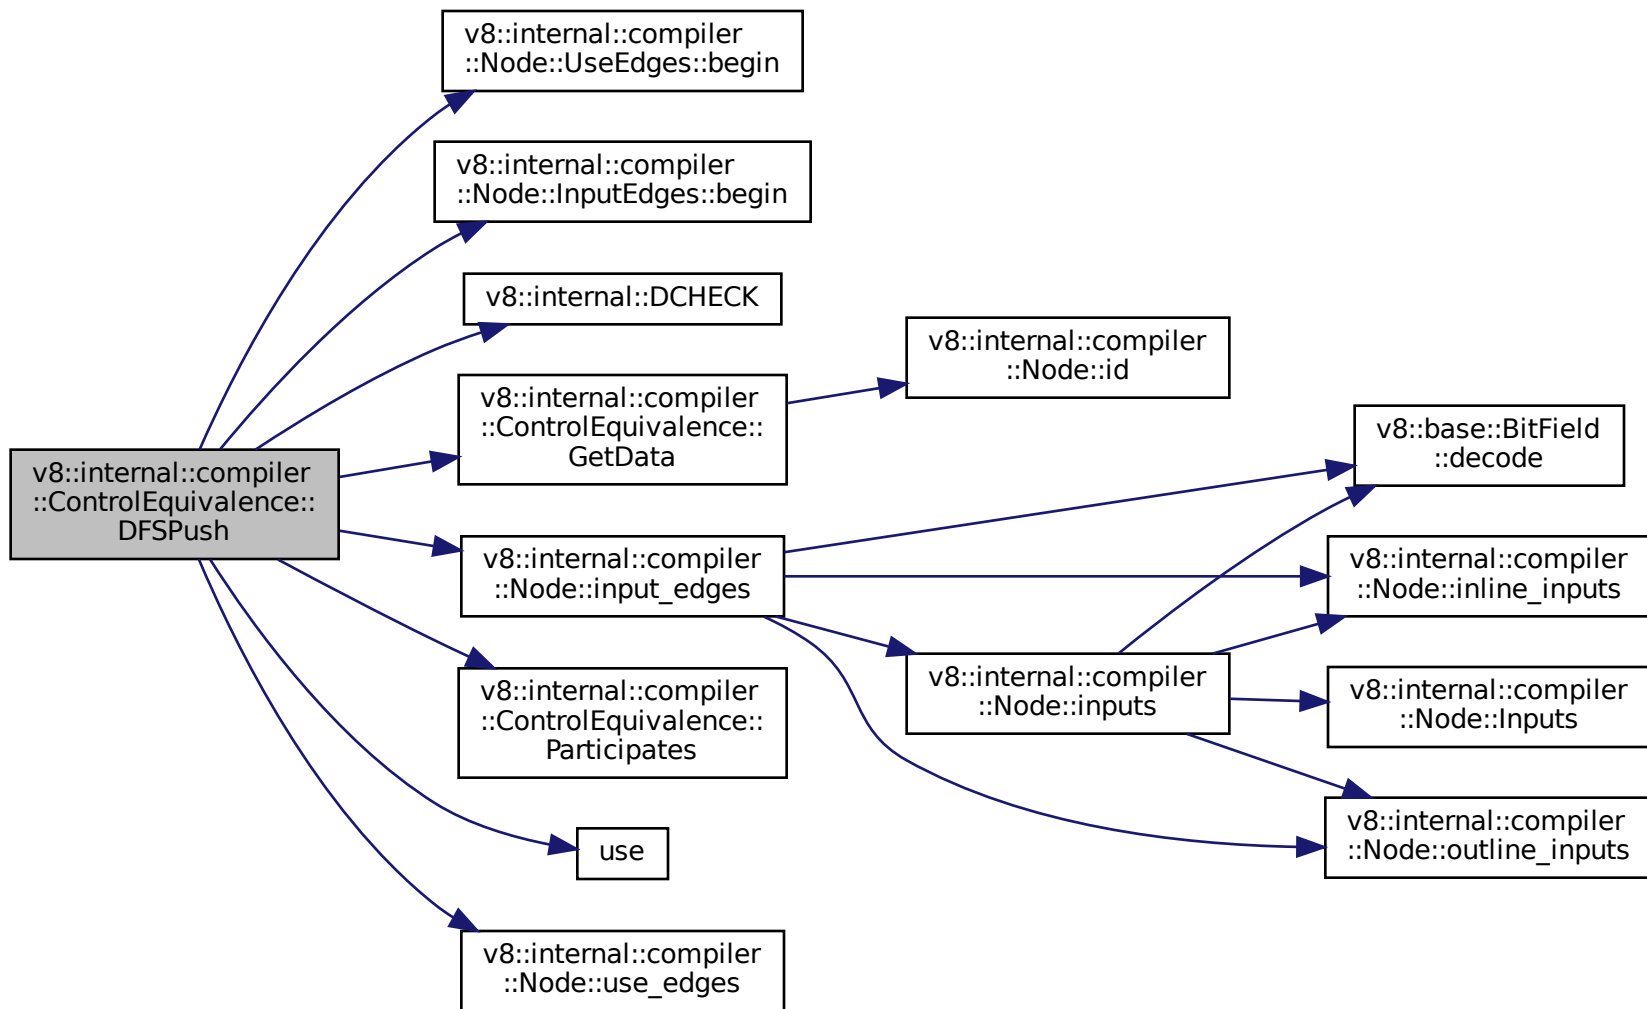 v8::internal::compiler
::Node::UseEdges::begin
v8::internal::compiler
::Node::InputEdges::begin
v8::internal::DCHECK
v8::internal::compiler
::Node::id
v8::internal::compiler
::ControlEquivalence::
GetData
v8::base::BitField
::decode
v8::internal::compiler
::ControlEquivalence::
DFSPush
v8::internal::compiler
::Node::input_edges
v8::internal::compiler
::Node::inline_inputs
v8::internal::compiler
::Node::inputs
v8::internal::compiler
::Node::Inputs
v8::internal::compiler
::ControlEquivalence::
Participates
v8::internal::compiler
::Node::outline_inputs
use
v8::internal::compiler
::Node::use_edges